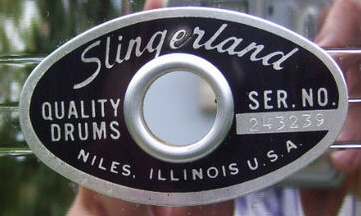 Slingerland
QUALITY
DRUMS
SER. NO.
243239
NILES, ILLINOIS U.S.A.